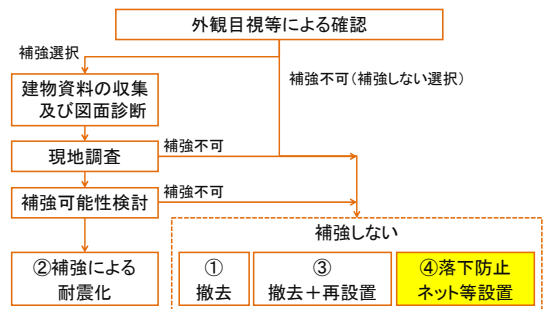 外観目視等による確認
補強選択
補強不可(補強しない選択)
建物資料の収集
及び図面診断
現地調査
補強不可
補強可能性検討
補強不可
補強しない
②補強による
耐震化
①
撤去
③
撤去+再設置
④落下防止
ネット等設置